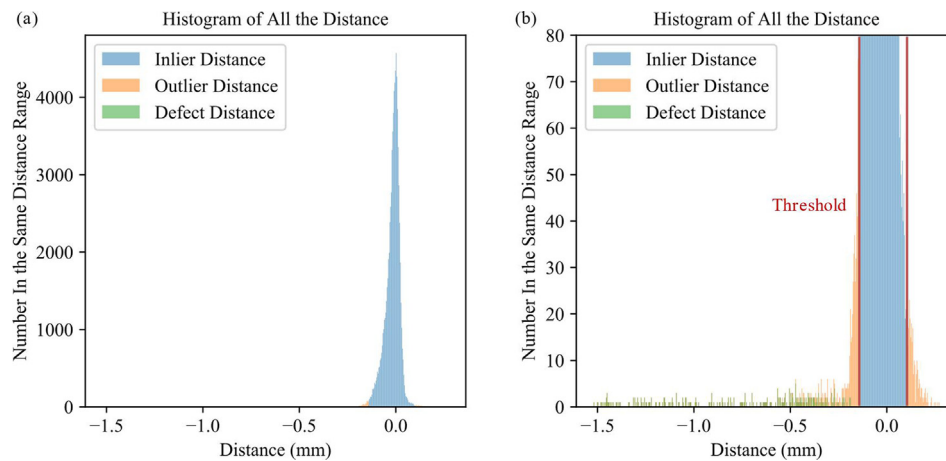 (a)
Histogram of All the Distance
Number In the Same Distance Range
4000
3000
2000
1000
0
Inlier Distance
Outlier Distance
Defect Distance
−1.5
−1.0
−0.5
0.0
Distance (mm)
(b)
Histogram of All the Distance
Number In the Same Distance Range
80
70
60
50
40
30
20
10
0
Inlier Distance
Outlier Distance
Defect Distance
Threshold
−1.5
−1.0
−0.5
0.0
Distance (mm)